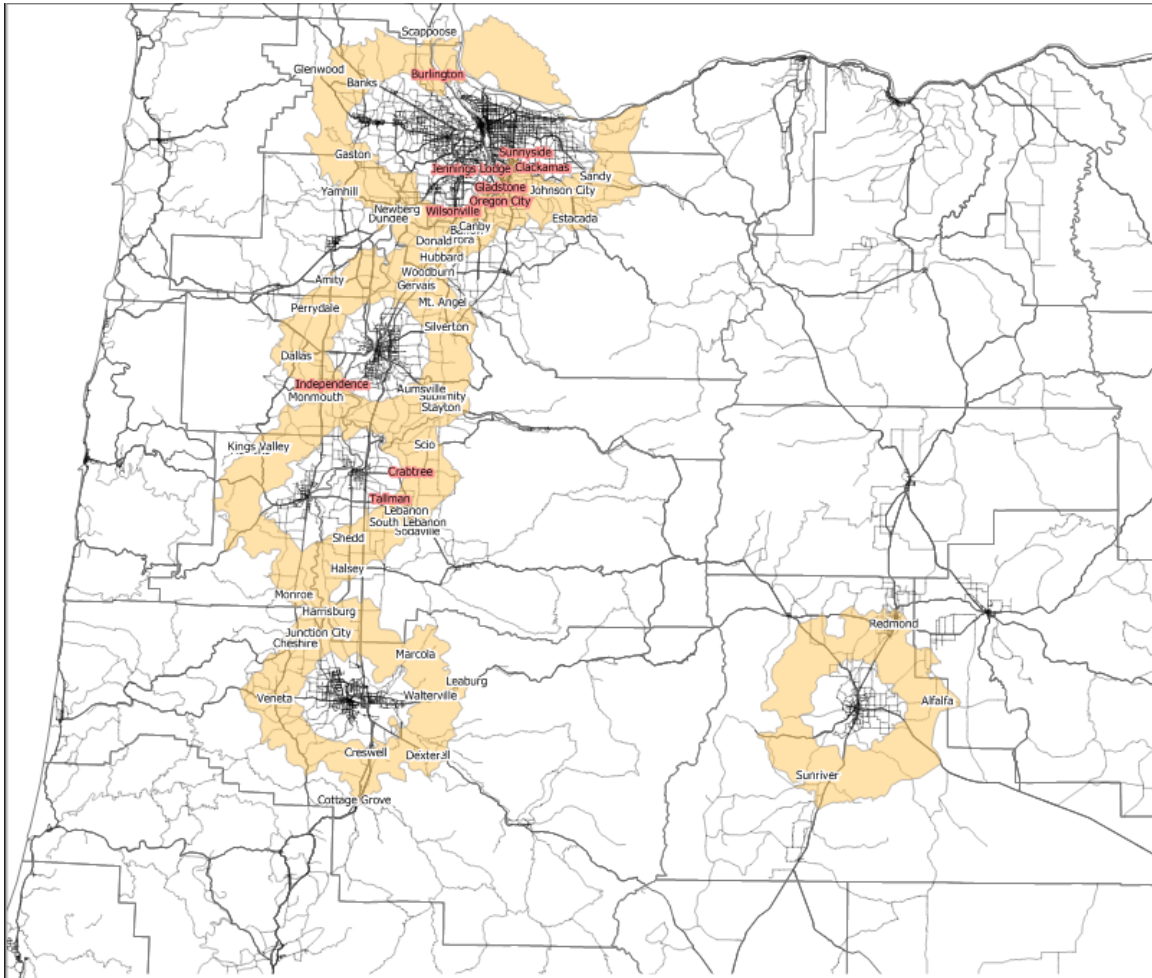 Scappoose
Glenwood
Burlington
Banks
Sunnyside
Gaston
Jennings Lodge
Clackamas
Sandy
Yamhill
Gladstone
Johnson City
Oregon City
Newberg
Wilsonville
Dundee
Estacada
Canby
Donald
Hubbard
Woodburn
Amity
Gervais
Mt. Angel
Perrydale
Silverton
Dallas
Independence
Aumsville
Monmouth
Sublimity
Stayton
Kings Valley
Scio
Crabtree
Tallman
Lebanon
South Lebanon
Sodaville
Shedd
Halsey
Monroe
Harrisburg
Redmond
Junction City
Cheshire
Marcola
Leaburg
Veneta
Walterville
Alfalfa
Creswell
Dexter
Sunriver
Cottage Grove